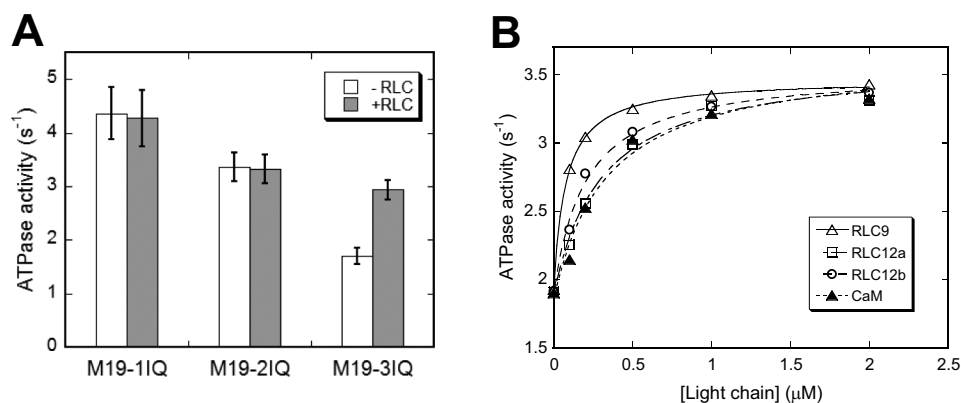 A
ATPase activity (s-1)
5
4
3
2
1
0
- RLC
+RLC
M19-1IQ
M19-2IQ
M19-3IQ
B
ATPase activity (s-1)
3.5
3
2.5
2
1.5
RLC9
RLC12a
RLC12b
CaM
0
0.5
1
1.5
2
2.5
[Light chain] (μM)